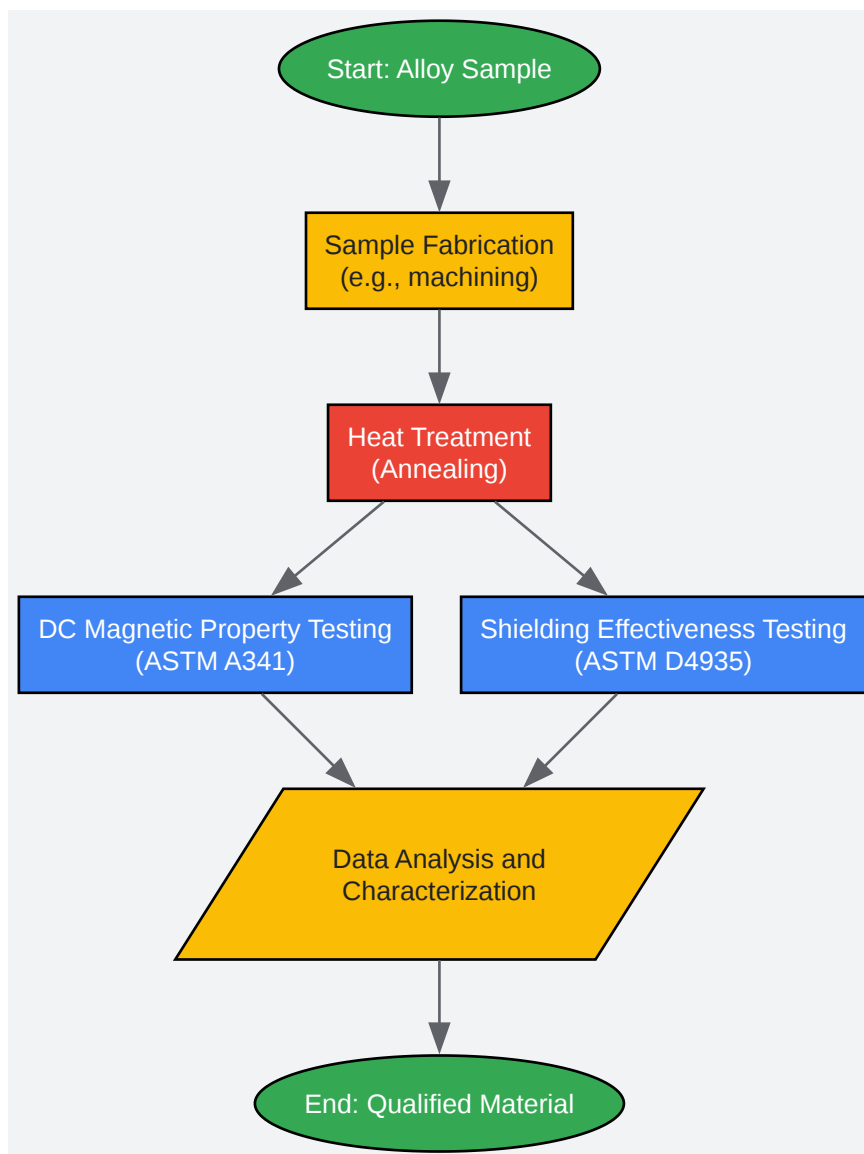 Start: Alloy Sample
Sample Fabrication
(e.g., machining)
Heat Treatment
(Annealing)
DC Magnetic Property Testing
(ASTM A341)
Shielding Effectiveness Testing
(ASTM D4935)
Data Analysis and
Characterization
End: Qualified Material